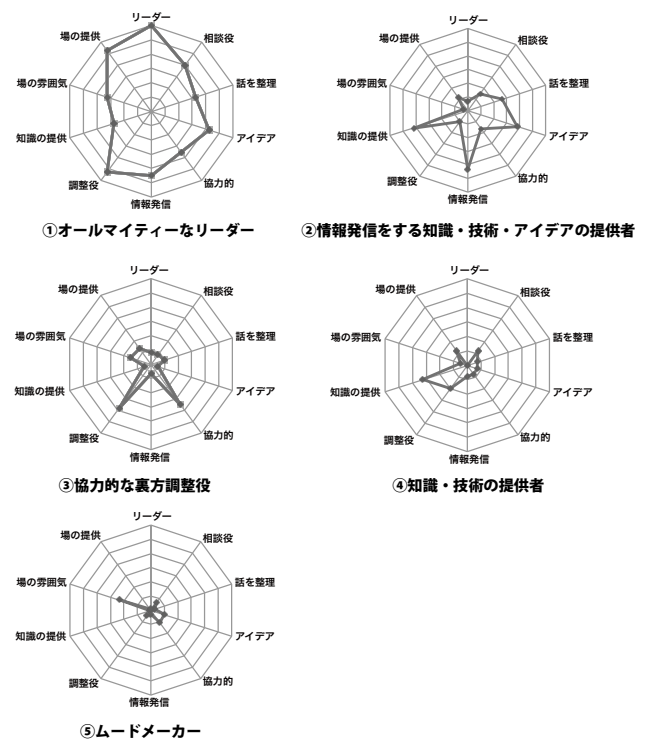 リーダー
場の提供
相談役
場の雰囲気
話を整理
知識の提供
アイデア
調整役
協力的
情報発信
①オールマイティーなリーダー
リーダー
場の提供
相談役
場の雰囲気
話を整理
知識の提供
アイデア
調整役
協力的
情報発信
②情報発信をする知識・技術・アイデアの提供者
リーダー
場の提供
相談役
場の雰囲気
話を整理
知識の提供
アイデア
調整役
協力的
情報発信
③協力的な裏方調整役
リーダー
場の提供
相談役
場の雰囲気
話を整理
知識の提供
アイデア
調整役
協力的
情報発信
④知識・技術の提供者
リーダー
場の提供
相談役
場の雰囲気
話を整理
知識の提供
アイデア
調整役
協力的
情報発信
⑤ムードメーカー